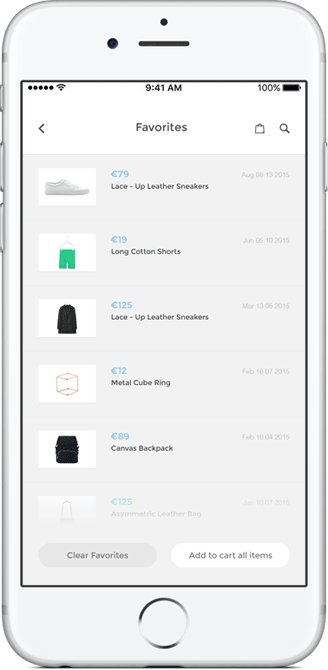 9:41 AM 100%
Favorites
€79 Aug 08.13 2015
Lace - Up Leather Sneakers
€19 Jun 05 10.2015
Long Cotton Shorts
€125 Mar 13.05 2015
Lace - Up Leather Sneakers
€12 Feb 10.07 2015
Metal Cube Ring
€89 Feb 10.04 2015
Canvas Backpack
€125 Jan 10.07 2015
Asymmetric Leather Bag
Clear Favorites Add to cart all items